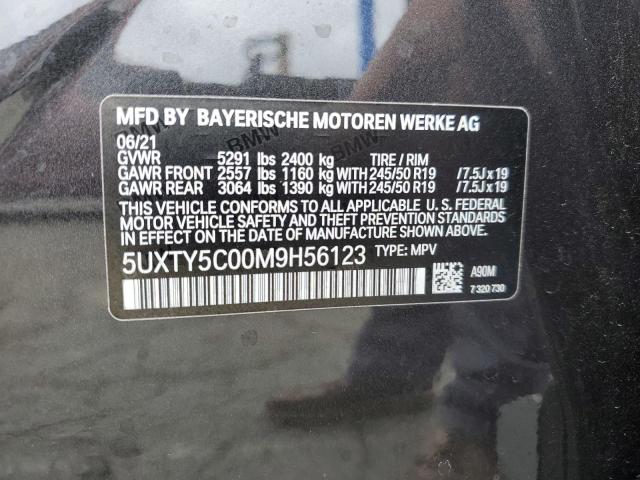 MFD BY BAYERISCHE MOTOREN WERKE AG
06/21
GVWR 5291 lbs 2400 kg TIRE / RIM
GAWR FRONT 2557 lbs 1160 kg WITH 245/50 R19 /7.5J x 19
GAWR REAR 3064 lbs 1390 kg WITH 245/50 R19 /7.5J x 19
THIS VEHICLE CONFORMS TO ALL APPLICABLE U. S. FEDERAL
MOTOR VEHICLE SAFETY AND THEFT PREVENTION STANDARDS
IN EFFECT ON THE DATE OF MANUFACTURE SHOWN ABOVE.
5UXTY5C00M9H56123 TYPE: MPV
A90M
7 320 730